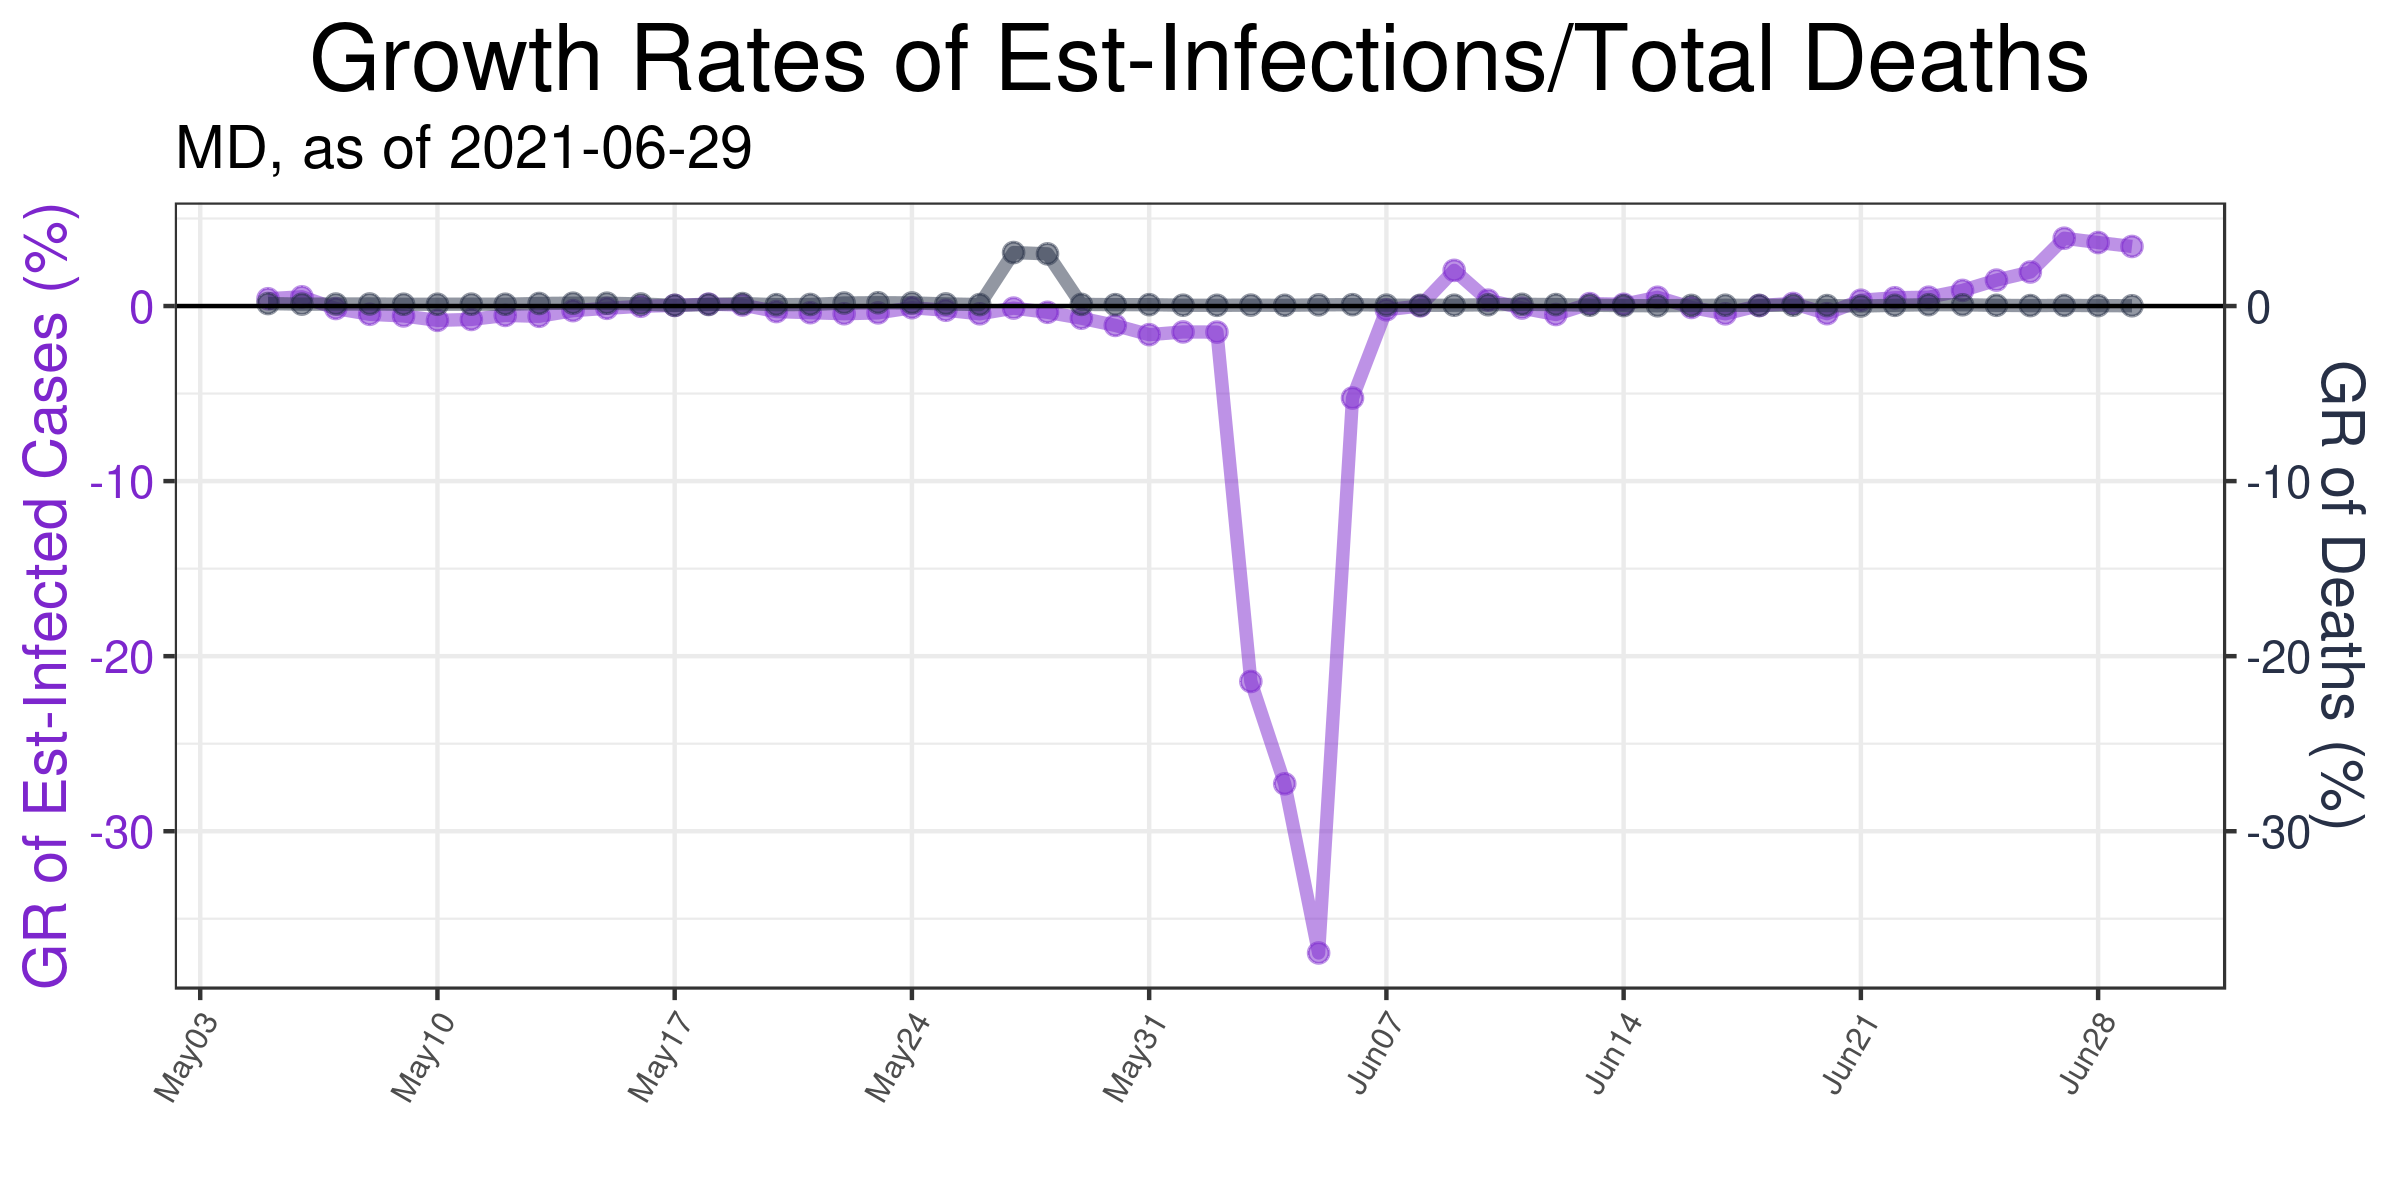 Growth Rates of Est-Infections/Total Deaths
MD, as of 2021-06-29
GR of Est-Infected Cases (%)
0
-10
-20
-30
0
-10
-20
-30
GR of Deaths (%)
May03
May10
May17
May24
May31
Jun07
Jun14
Jun21
Jun28